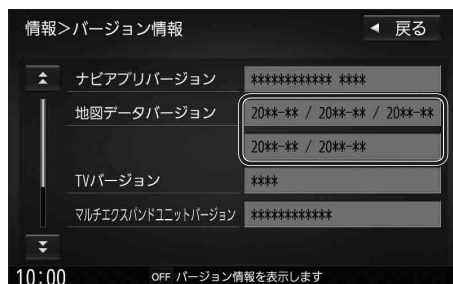 情報>バージョン情報
◀ 戻る
ナビアプリバージョン ************ ****
地図データバージョン 20**-** / 20**-** / 20**-**
20**-** / 20**-**
TVバージョン ****
マルチエクスパンドユニットバージョン ************
10:00 OFF バージョン情報を表示します